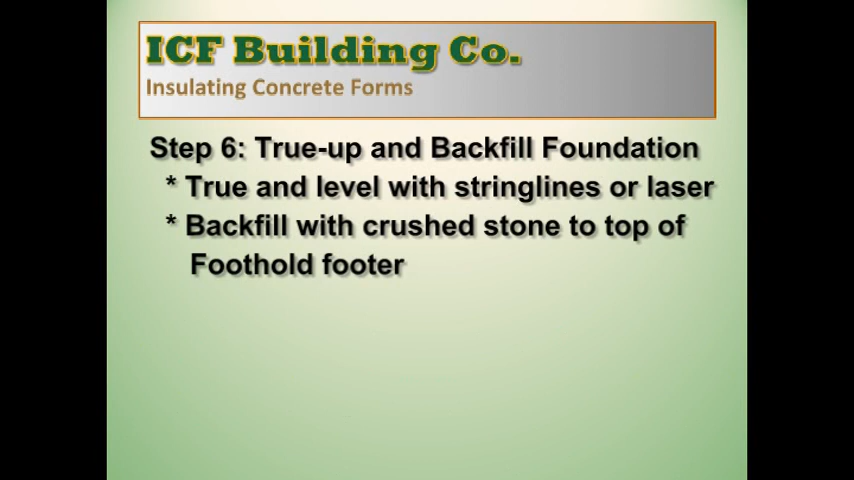 ICF Building Co.
Insulating Concrete Forms
Step 6: True-up and Backfill Foundation
* True and level with stringlines or laser
* Backfill with crushed stone to top of
Foothold footer